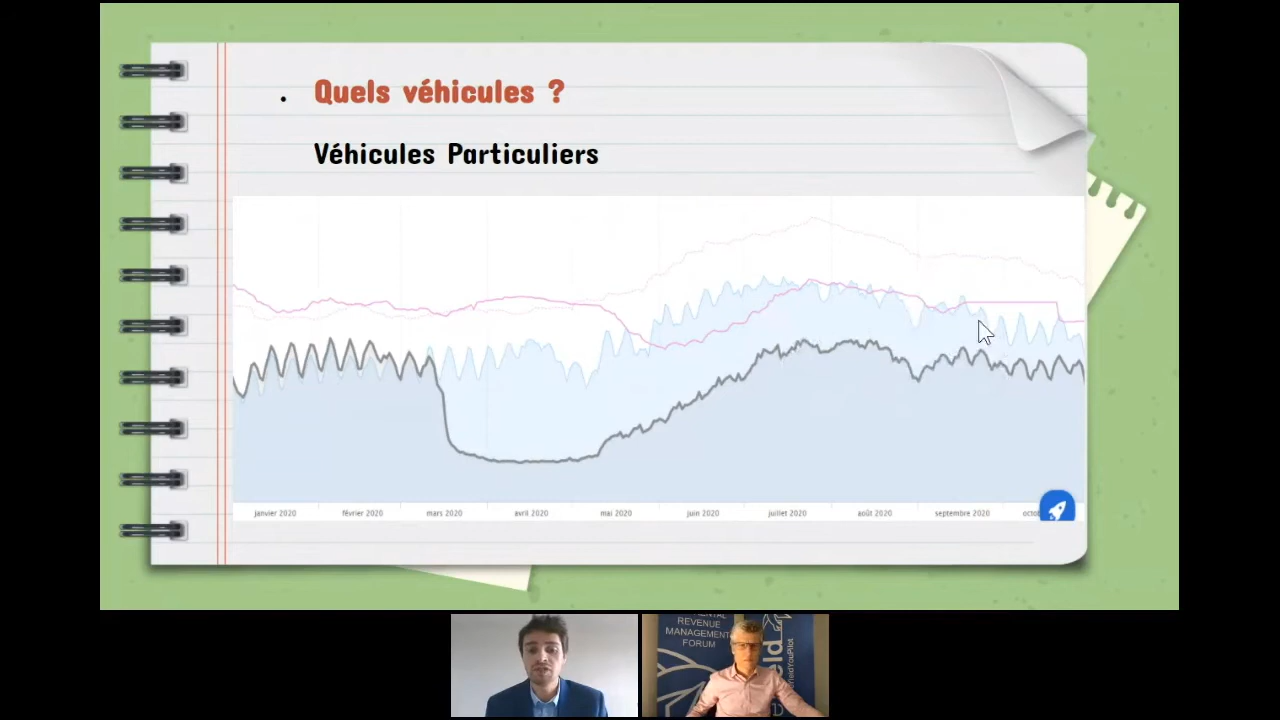 Quels véhicules ?
Véhicules Particuliers
janvier 2020
février 2020
mars 2020
avril 2020
mai 2020
juin 2020
juillet 2020
août 2020
septembre 2020
REVENUE
MANAGEMENT
FORUM